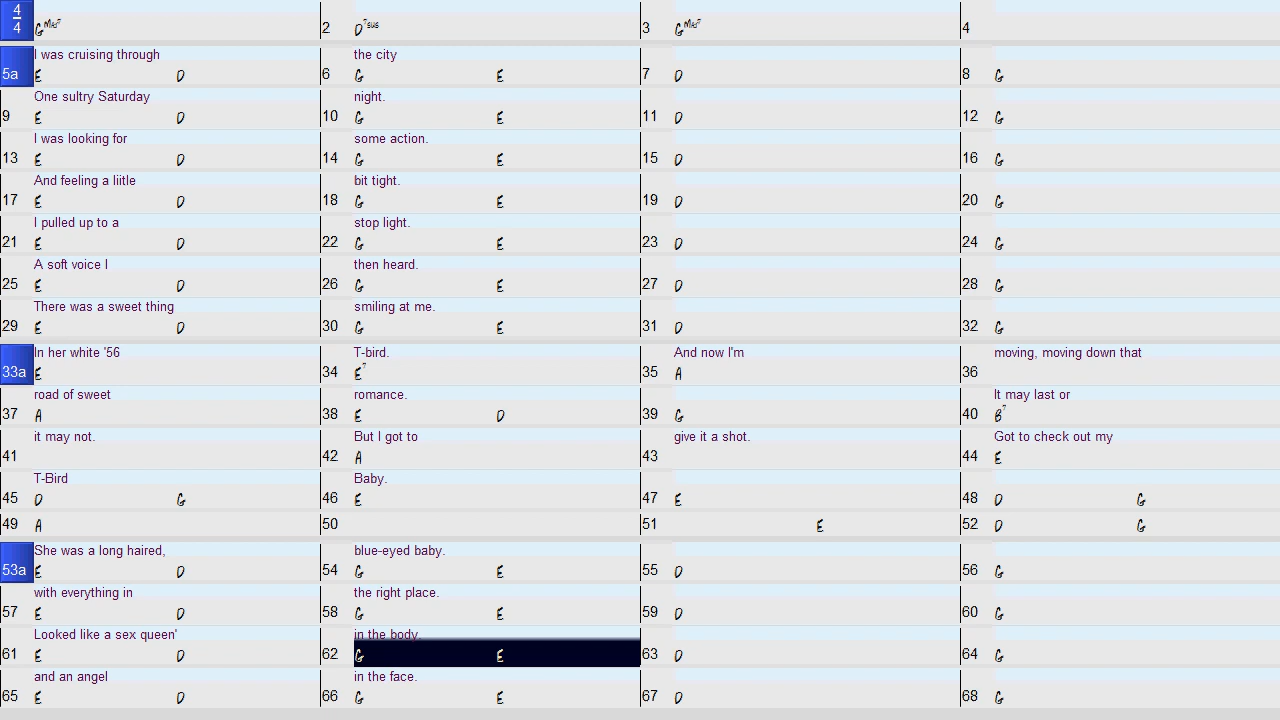 4
4 GMaj7 2 D7sus 3 GMaj7 4
I was cruising through the city
5a E D 6 G E 7 D 8 G
One sultry Saturday night.
9 E D 10 G E 11 D 12 G
I was looking for some action.
13 E D 14 G E 15 D 16 G
And feeling a liitle bit tight.
17 E D 18 G E 19 D 20 G
I pulled up to a stop light.
21 E D 22 G E 23 D 24 G
A soft voice I then heard.
25 E D 26 G E 27 D 28 G
There was a sweet thing smiling at me.
29 E D 30 G E 31 D 32 G
In her white '56 T-bird. And now I'm moving, moving down that
33a E 34 E7 35 A 36
road of sweet romance. It may last or
37 A 38 E D 39 G 40 B7
it may not. But I got to give it a shot. Got to check out my
41 42 A 43 44 E
T-Bird Baby.
45 D G 46 E 47 E 48 D G
49 A 50 51 E 52 D G
She was a long haired, blue-eyed baby.
53a E D 54 G E 55 D 56 G
with everything in the right place.
57 E D 58 G E 59 D 60 G
Looked like a sex queen' in the body.
61 E D 62 G E 63 D 64 G
and an angel in the face.
65 E D 66 G E 67 D 68 G